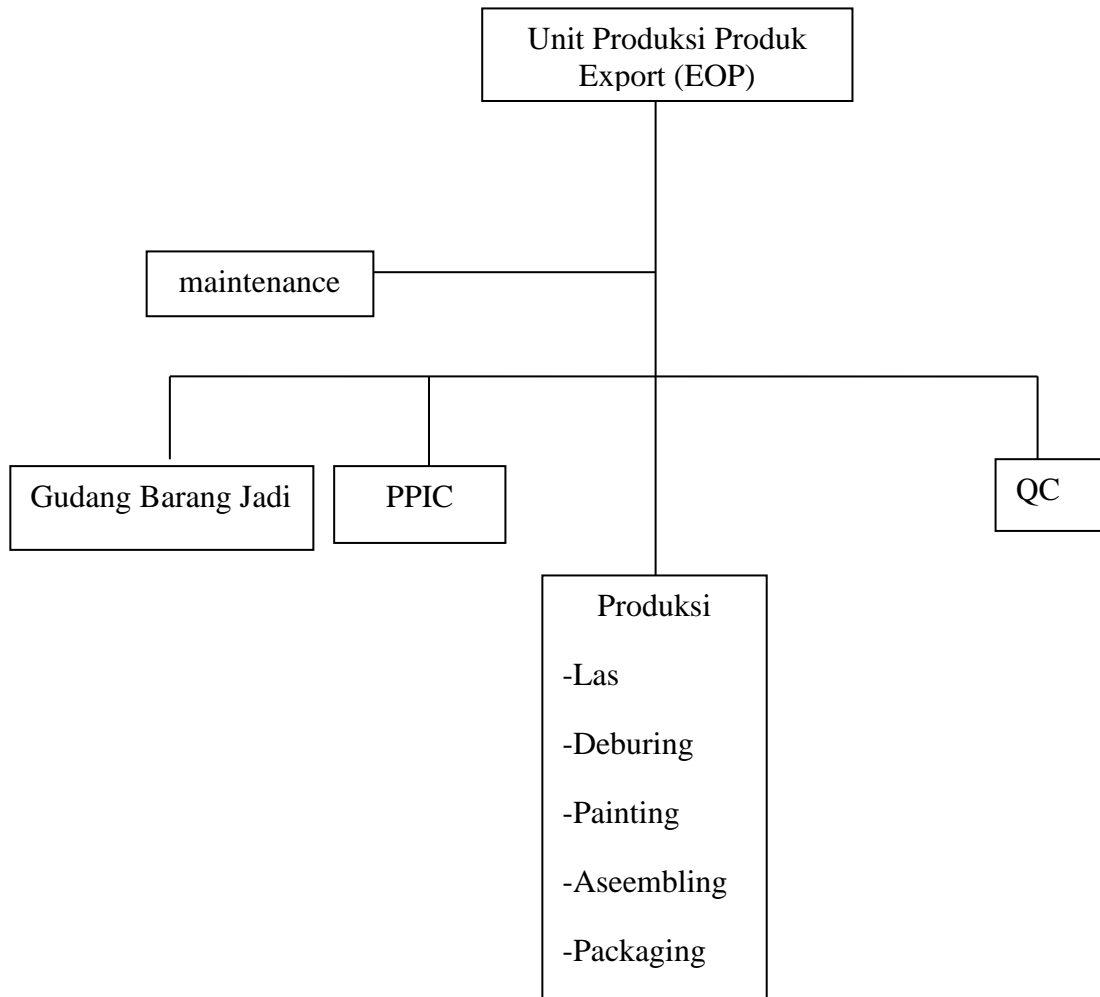 Unit Produksi Produk
Export (EOP)
maintenance
Gudang Barang Jadi
PPIC
QC
Produksi
-Las
-Deburing
-Painting
-Aseembling
-Packaging